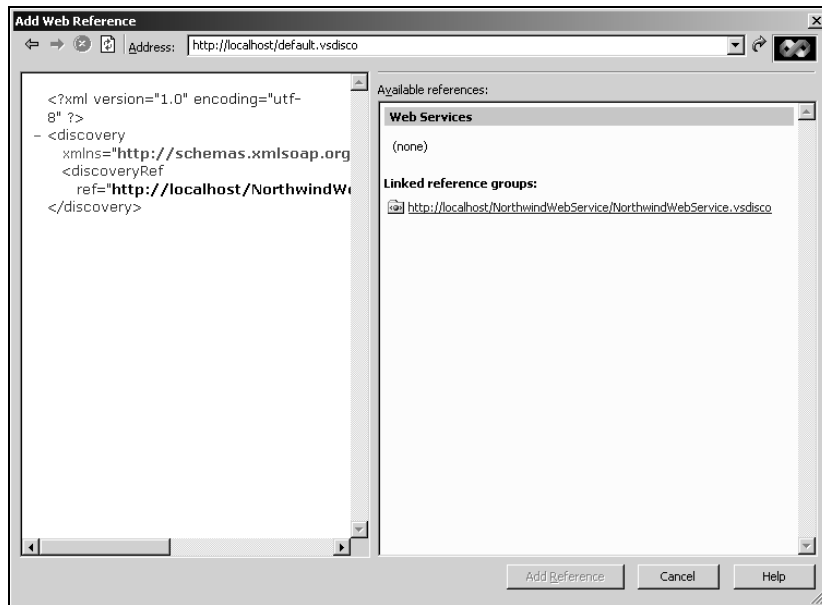 Add Web Reference
Address: http://localhost/default.vsdisco
<?xml version="1.0" encoding="utf-
8" ?>
– <discovery
xmlns="http://schemas.xmlsoap.org
<discoveryRef
ref="http://localhost/NorthwindWe
</discovery>
Available references:
Web Services
(none)
Linked reference groups:
http://localhost/NorthwindWebService/NorthwindWebService.vsdisco
Add Reference
Cancel
Help